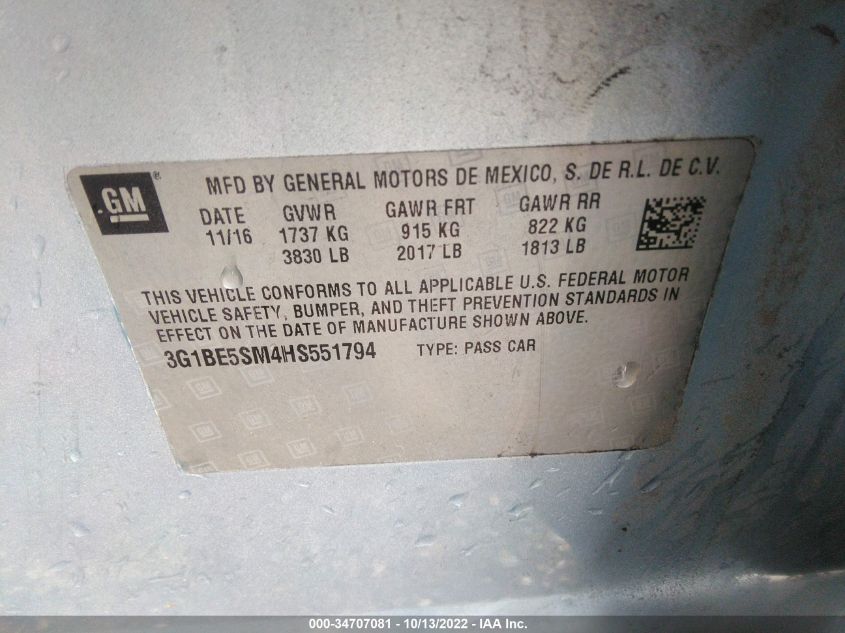 GM ® MFD BY GENERAL MOTORS DE MEXICO, S. DE R.L. DE C.V.
DATE GVWR GAWR FRT GAWR RR
11/16 1737 KG 915 KG 822 KG
3830 LB 2017 LB 1813 LB
THIS VEHICLE CONFORMS TO ALL APPLICABLE U.S. FEDERAL MOTOR
VEHICLE SAFETY, BUMPER, AND THEFT PREVENTION STANDARDS IN
EFFECT ON THE DATE OF MANUFACTURE SHOWN ABOVE.
3G1BE5SM4HS551794 TYPE: PASS CAR
000-34707081 - 10/13/2022 - IAA Inc.